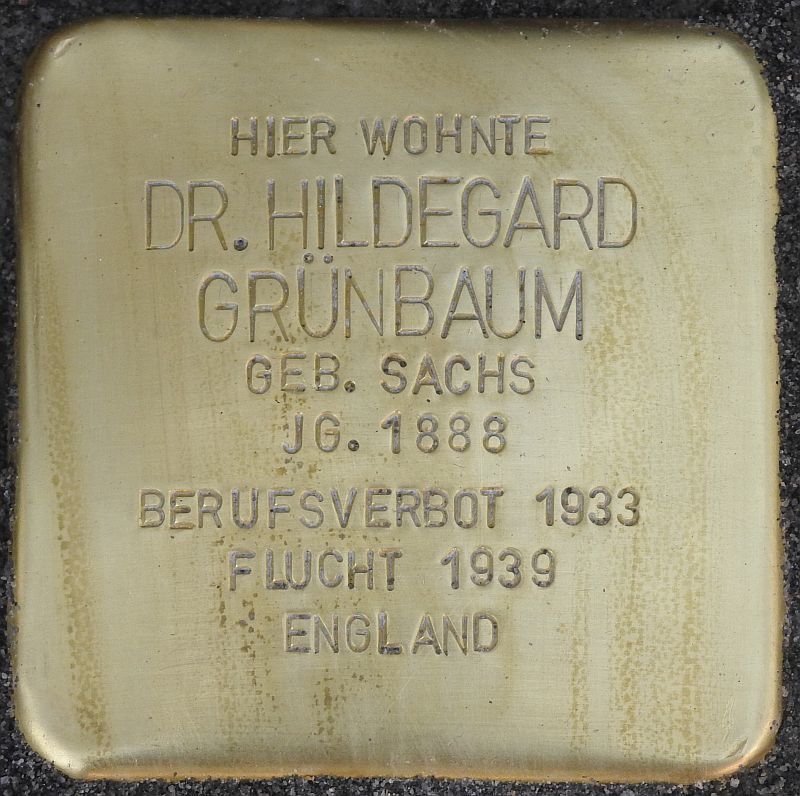 HIER WOHNTE
DR. HILDEGARD
GRÜNBAUM
GEB. SACHS
JG. 1888
BERUFSVERBOT 1933
FLUCHT 1939
ENGLAND